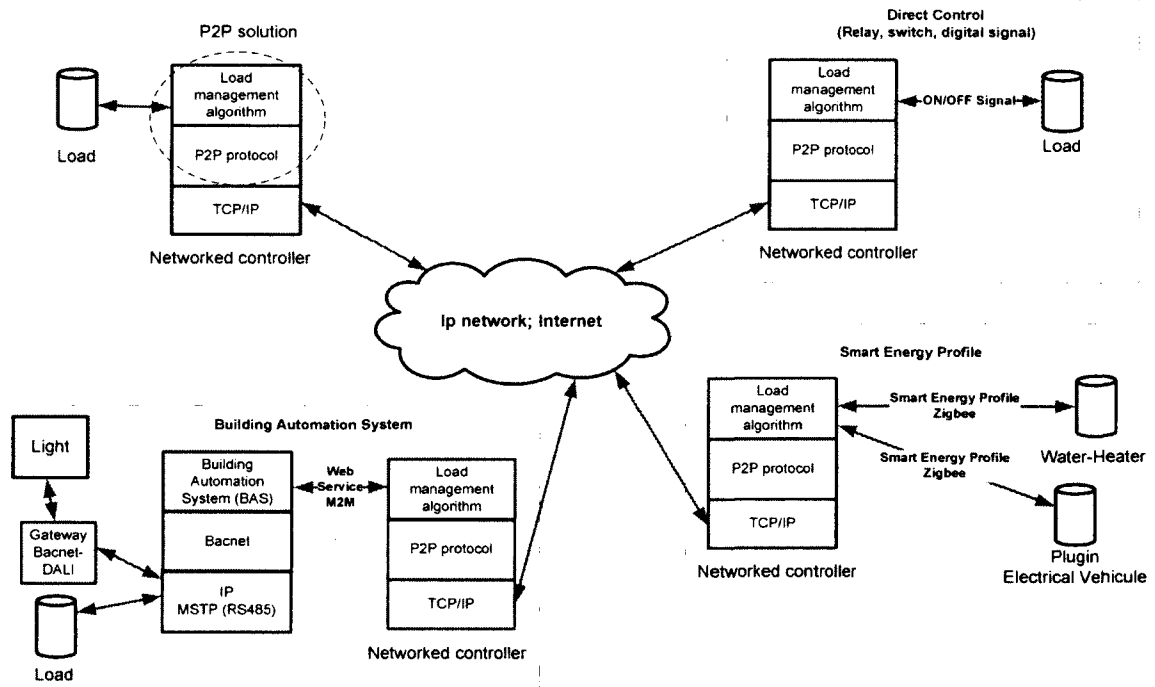 P2P solution
Load
management
algorithm
P2P protocol
TCP/IP
Load
Networked controller
Direct Control
(Relay, switch, digital signal)
Load
management
algorithm
P2P protocol
TCP/IP
ON/OFF Signal
Load
Networked controller
Ip network; Internet
Smart Energy Profile
Load
management
algorithm
P2P protocol
TCP/IP
Smart Energy Profile
Zigbee
Smart Energy Profile
Zigbee
Water-Heater
Plugin
Electrical Vehicule
Networked controller
Building Automation System
Light
Gateway
Bacnet-
DALI
Load
Building
Automation
System (BAS)
Bacnet
IP
MSTP (RS485)
Web
Service
M2M
Load
management
algorithm
P2P protocol
TCP/IP
Networked controller